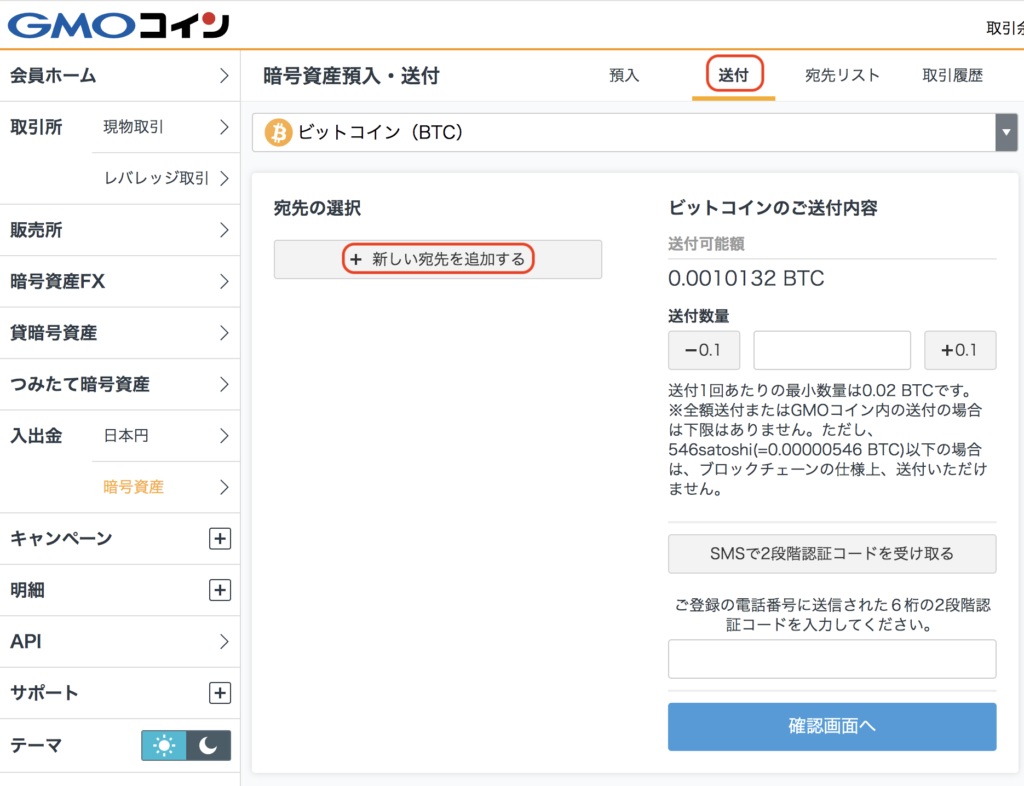 GMOコイン
取引余
会員ホーム
取引所
現物取引
レバレッジ取引
販売所
暗号資産FX
貸暗号資産
つみたて暗号資産
入出金
日本円
暗号資産
キャンペーン
明細
API
サポート
テーマ
暗号資産預入・送付
預入
送付
宛先リスト
取引履歴
ビットコイン（BTC）
宛先の選択
+ 新しい宛先を追加する
ビットコインのご送付内容
送付可能額
0.0010132 BTC
送付数量
−0.1
+0.1
送付1回あたりの最小数量は0.02 BTCです。
※全額送付またはGMOコイン内の送付の場合
は下限はありません。ただし、
546satoshi(=0.00000546 BTC)以下の場合
は、ブロックチェーンの仕様上、送付いただけ
ません。
SMSで2段階認証コードを受け取る
ご登録の電話番号に送信された６桁の2段階認
証コードを入力してください。
確認画面へ